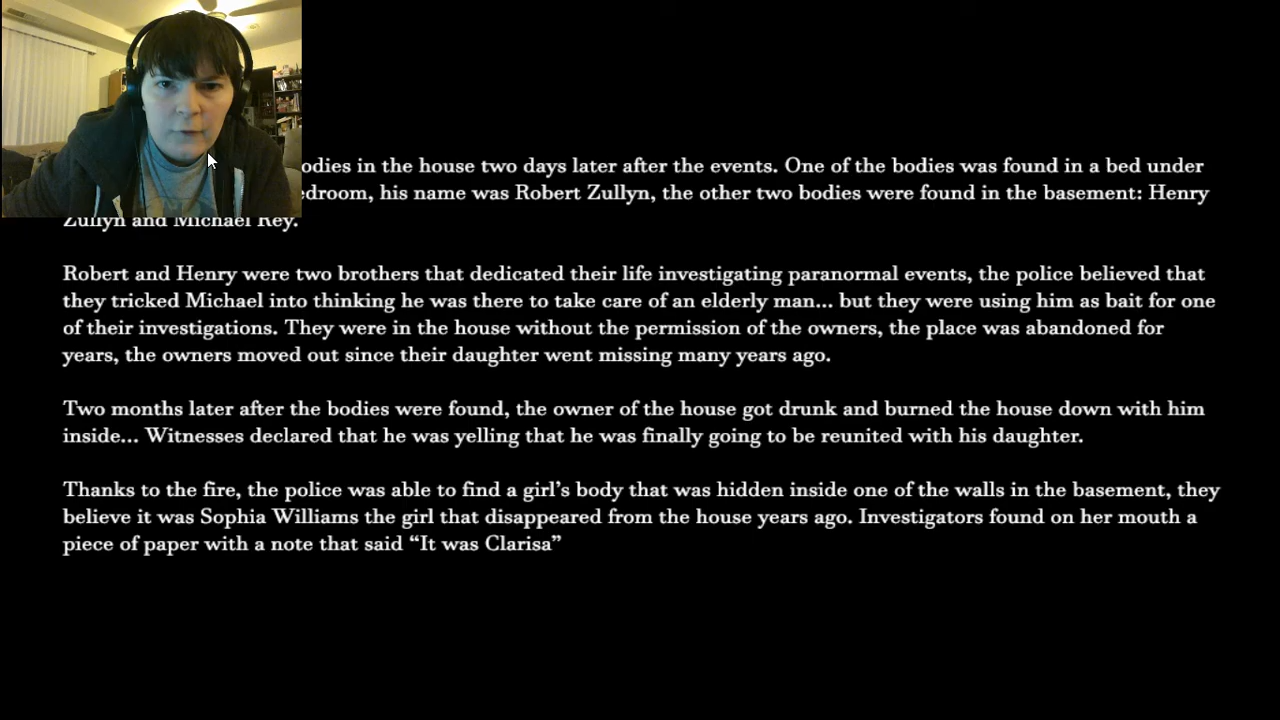 odies in the house two days later after the events. One of the bodies was found in a bed under
edroom, his name was Robert Zullyn, the other two bodies were found in the basement: Henry
Zullyn and Michael Rey.
Robert and Henry were two brothers that dedicated their life investigating paranormal events, the police believed that
they tricked Michael into thinking he was there to take care of an elderly man... but they were using him as bait for one
of their investigations. They were in the house without the permission of the owners, the place was abandoned for
years, the owners moved out since their daughter went missing many years ago.
Two months later after the bodies were found, the owner of the house got drunk and burned the house down with him
inside... Witnesses declared that he was yelling that he was finally going to be reunited with his daughter.
Thanks to the fire, the police was able to find a girl's body that was hidden inside one of the walls in the basement, they
believe it was Sophia Williams the girl that disappeared from the house years ago. Investigators found on her mouth a
piece of paper with a note that said “It was Clarisa”